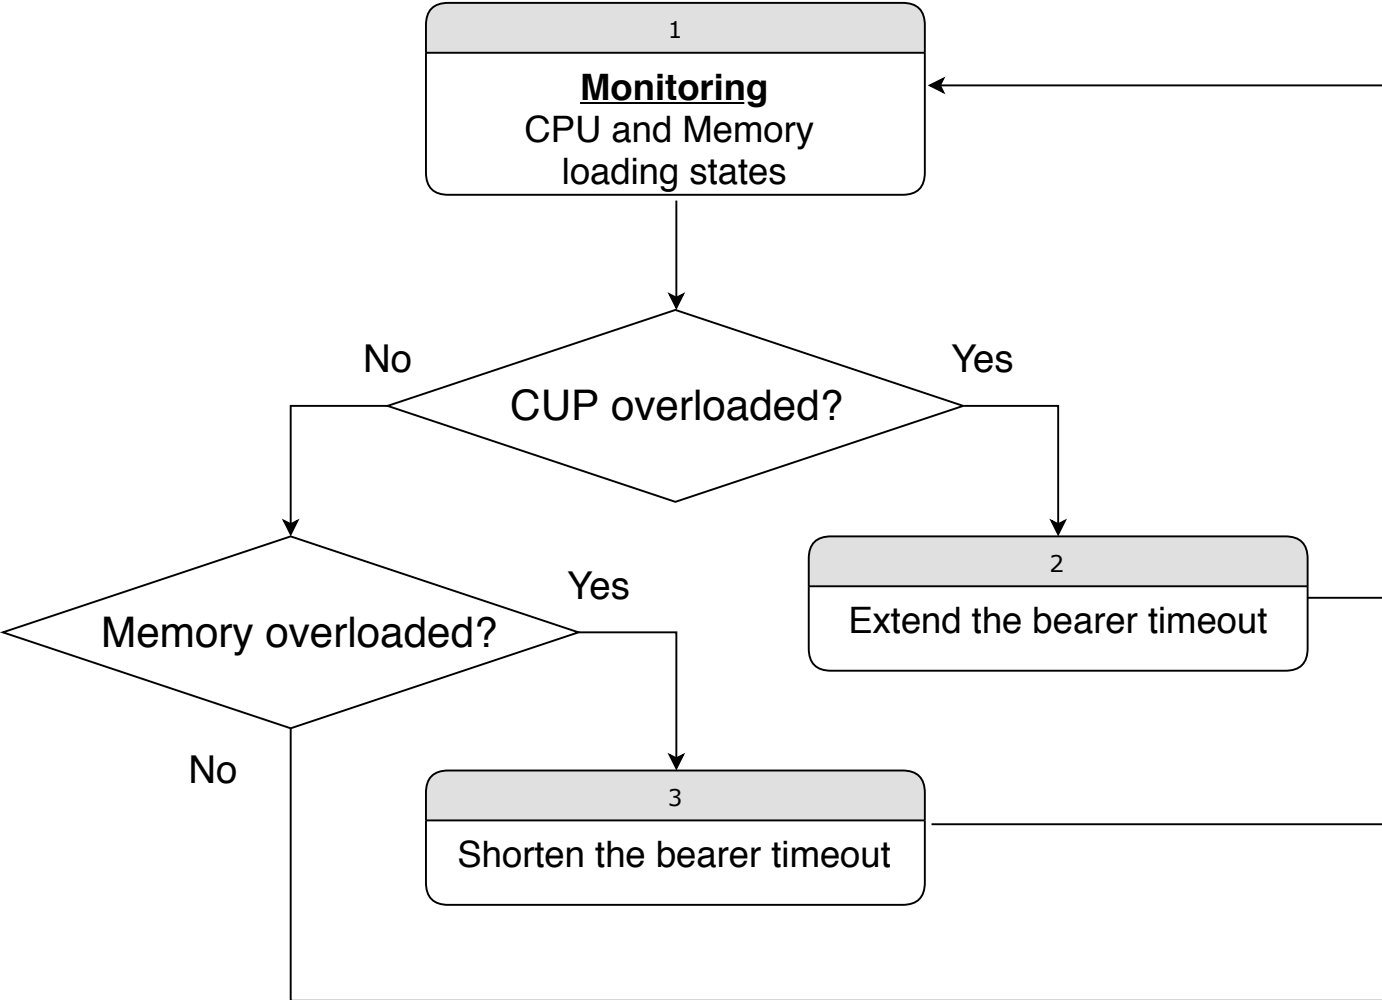 1
Monitoring
CPU and Memory
loading states
No
Yes
CUP overloaded?
2
Yes
Extend the bearer timeout
Memory overloaded?
No
3
Shorten the bearer timeout